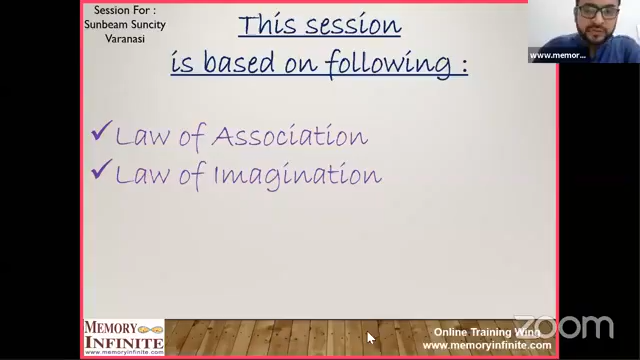 Session For :
Sunbeam Suncity
Varanasi
This session
is based on following :
www.memor...
✓Law of Association
✓Law of Imagination
MEMORY
INFINITE
www.memoryinfinite.com
Online Training Wing
www.memoryinfinite.com
zoom